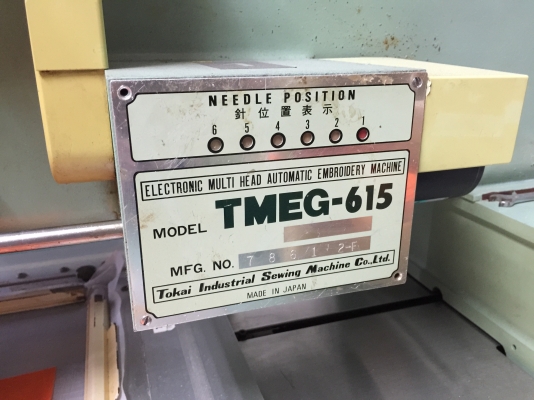 NEEDLE POSITION
針位置表示
6 5 4 3 2 1
ELECTRONIC MULTI HEAD AUTOMATIC EMBROIDERY MACHINE
MODEL TMEG-615
MFG. NO.
Tokai Industrial Sewing Machine Co.,Ltd.
MADE IN JAPAN